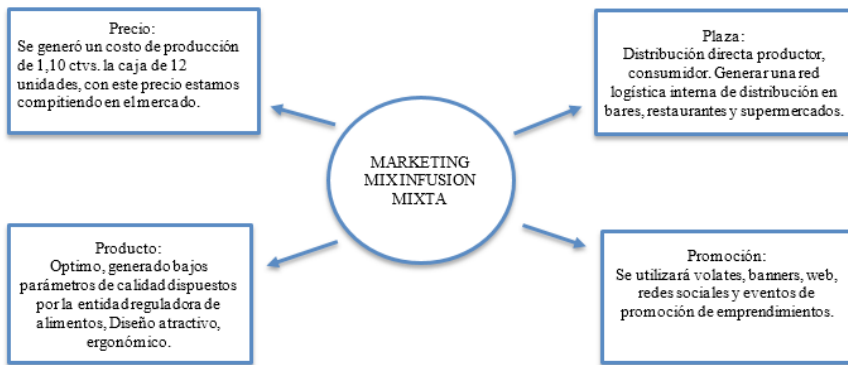 Precio:
Se generó un costo de producción
de 1,10 ctvs. la caja de 12
unidades, con este precio estamos
compitiendo en el mercado.
Plaza:
Distribución directa productor,
consumidor. Generar una red
logística interna de distribución en
bares, restaurantes y supermercados.
MARKETING
MIX INFUSION
MIXTA
Producto:
Optimo, generado bajos
parámetros de calidad dispuestos
por la entidad reguladora de
alimentos, Diseño atractivo,
ergonómico.
Promoción:
Se utilizará volates, banners, web,
redes sociales y eventos de
promoción de emprendimientos.